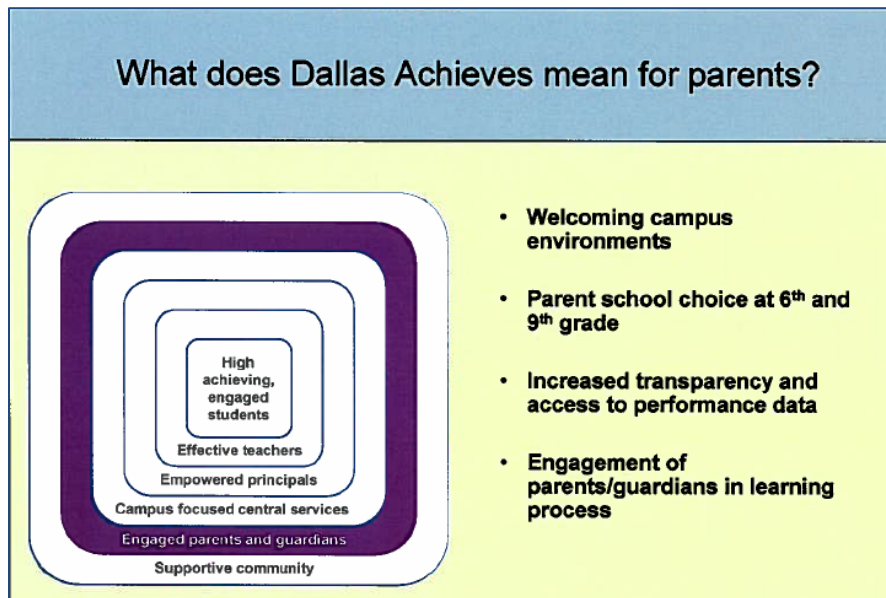 What does Dallas Achieves mean for parents?
High
achieving,
engaged
students
Effective teachers
Empowered principals
Campus focused central services
Engaged parents and guardians
Supportive community
• Welcoming campus
environments
• Parent school choice at 6th and
9th grade
• Increased transparency and
access to performance data
• Engagement of
parents/guardians in learning
process